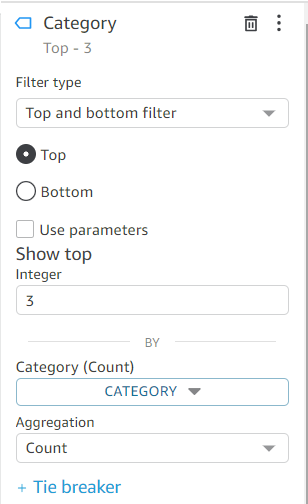 Category
Top - 3
Filter type
Top and bottom filter
Top
Bottom
Use parameters
Show top
Integer
3
BY
Category (Count)
CATEGORY
Aggregation
Count
+ Tie breaker